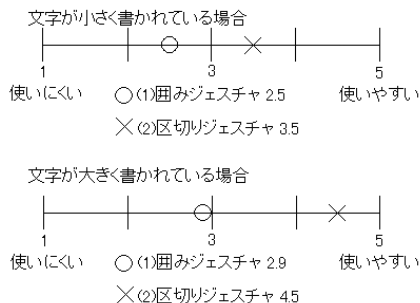 文字が小さく書かれている場合
1 3 5
使いにくい ○(1)囲みジェスチャ 2.5 使いやすい
×(2)区切りジェスチャ 3.5
文字が大きく書かれている場合
1 3 5
使いにくい ○(1)囲みジェスチャ 2.9 使いやすい
×(2)区切りジェスチャ 4.5